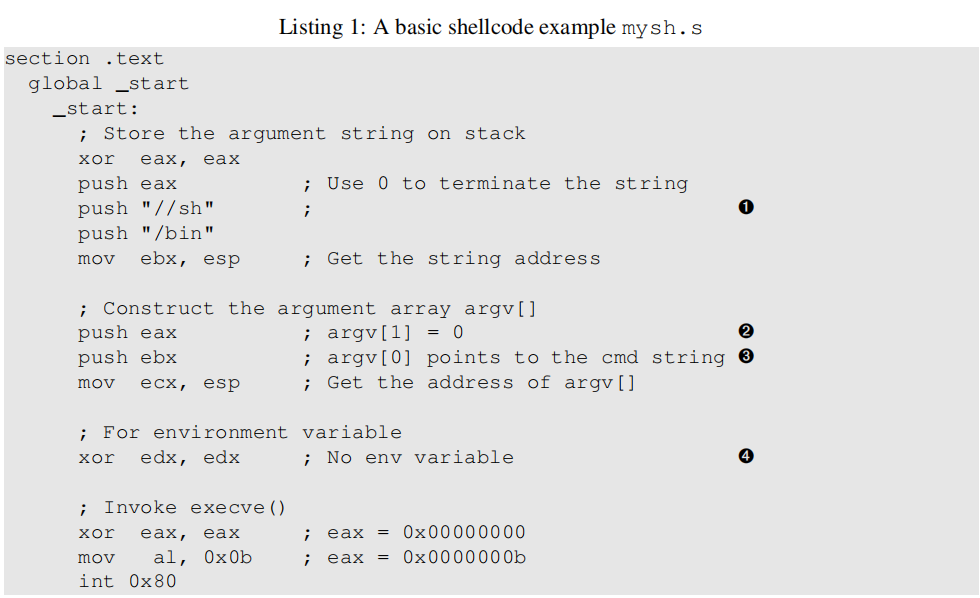 Listing 1: A basic shellcode example mysh.s
section .text
  global _start
    _start:
      ; Store the argument string on stack
      xor  eax, eax
      push eax          ; Use 0 to terminate the string
      push "//sh"       ;                                  ❶
      push "/bin"
      mov  ebx, esp     ; Get the string address

      ; Construct the argument array argv[]
      push eax          ; argv[1] = 0                      ❷
      push ebx          ; argv[0] points to the cmd string ❸
      mov  ecx, esp     ; Get the address of argv[]

      ; For environment variable
      xor  edx, edx     ; No env variable                  ❹

      ; Invoke execve()
      xor  eax, eax     ; eax = 0x00000000
      mov   al, 0x0b    ; eax = 0x0000000b
      int 0x80